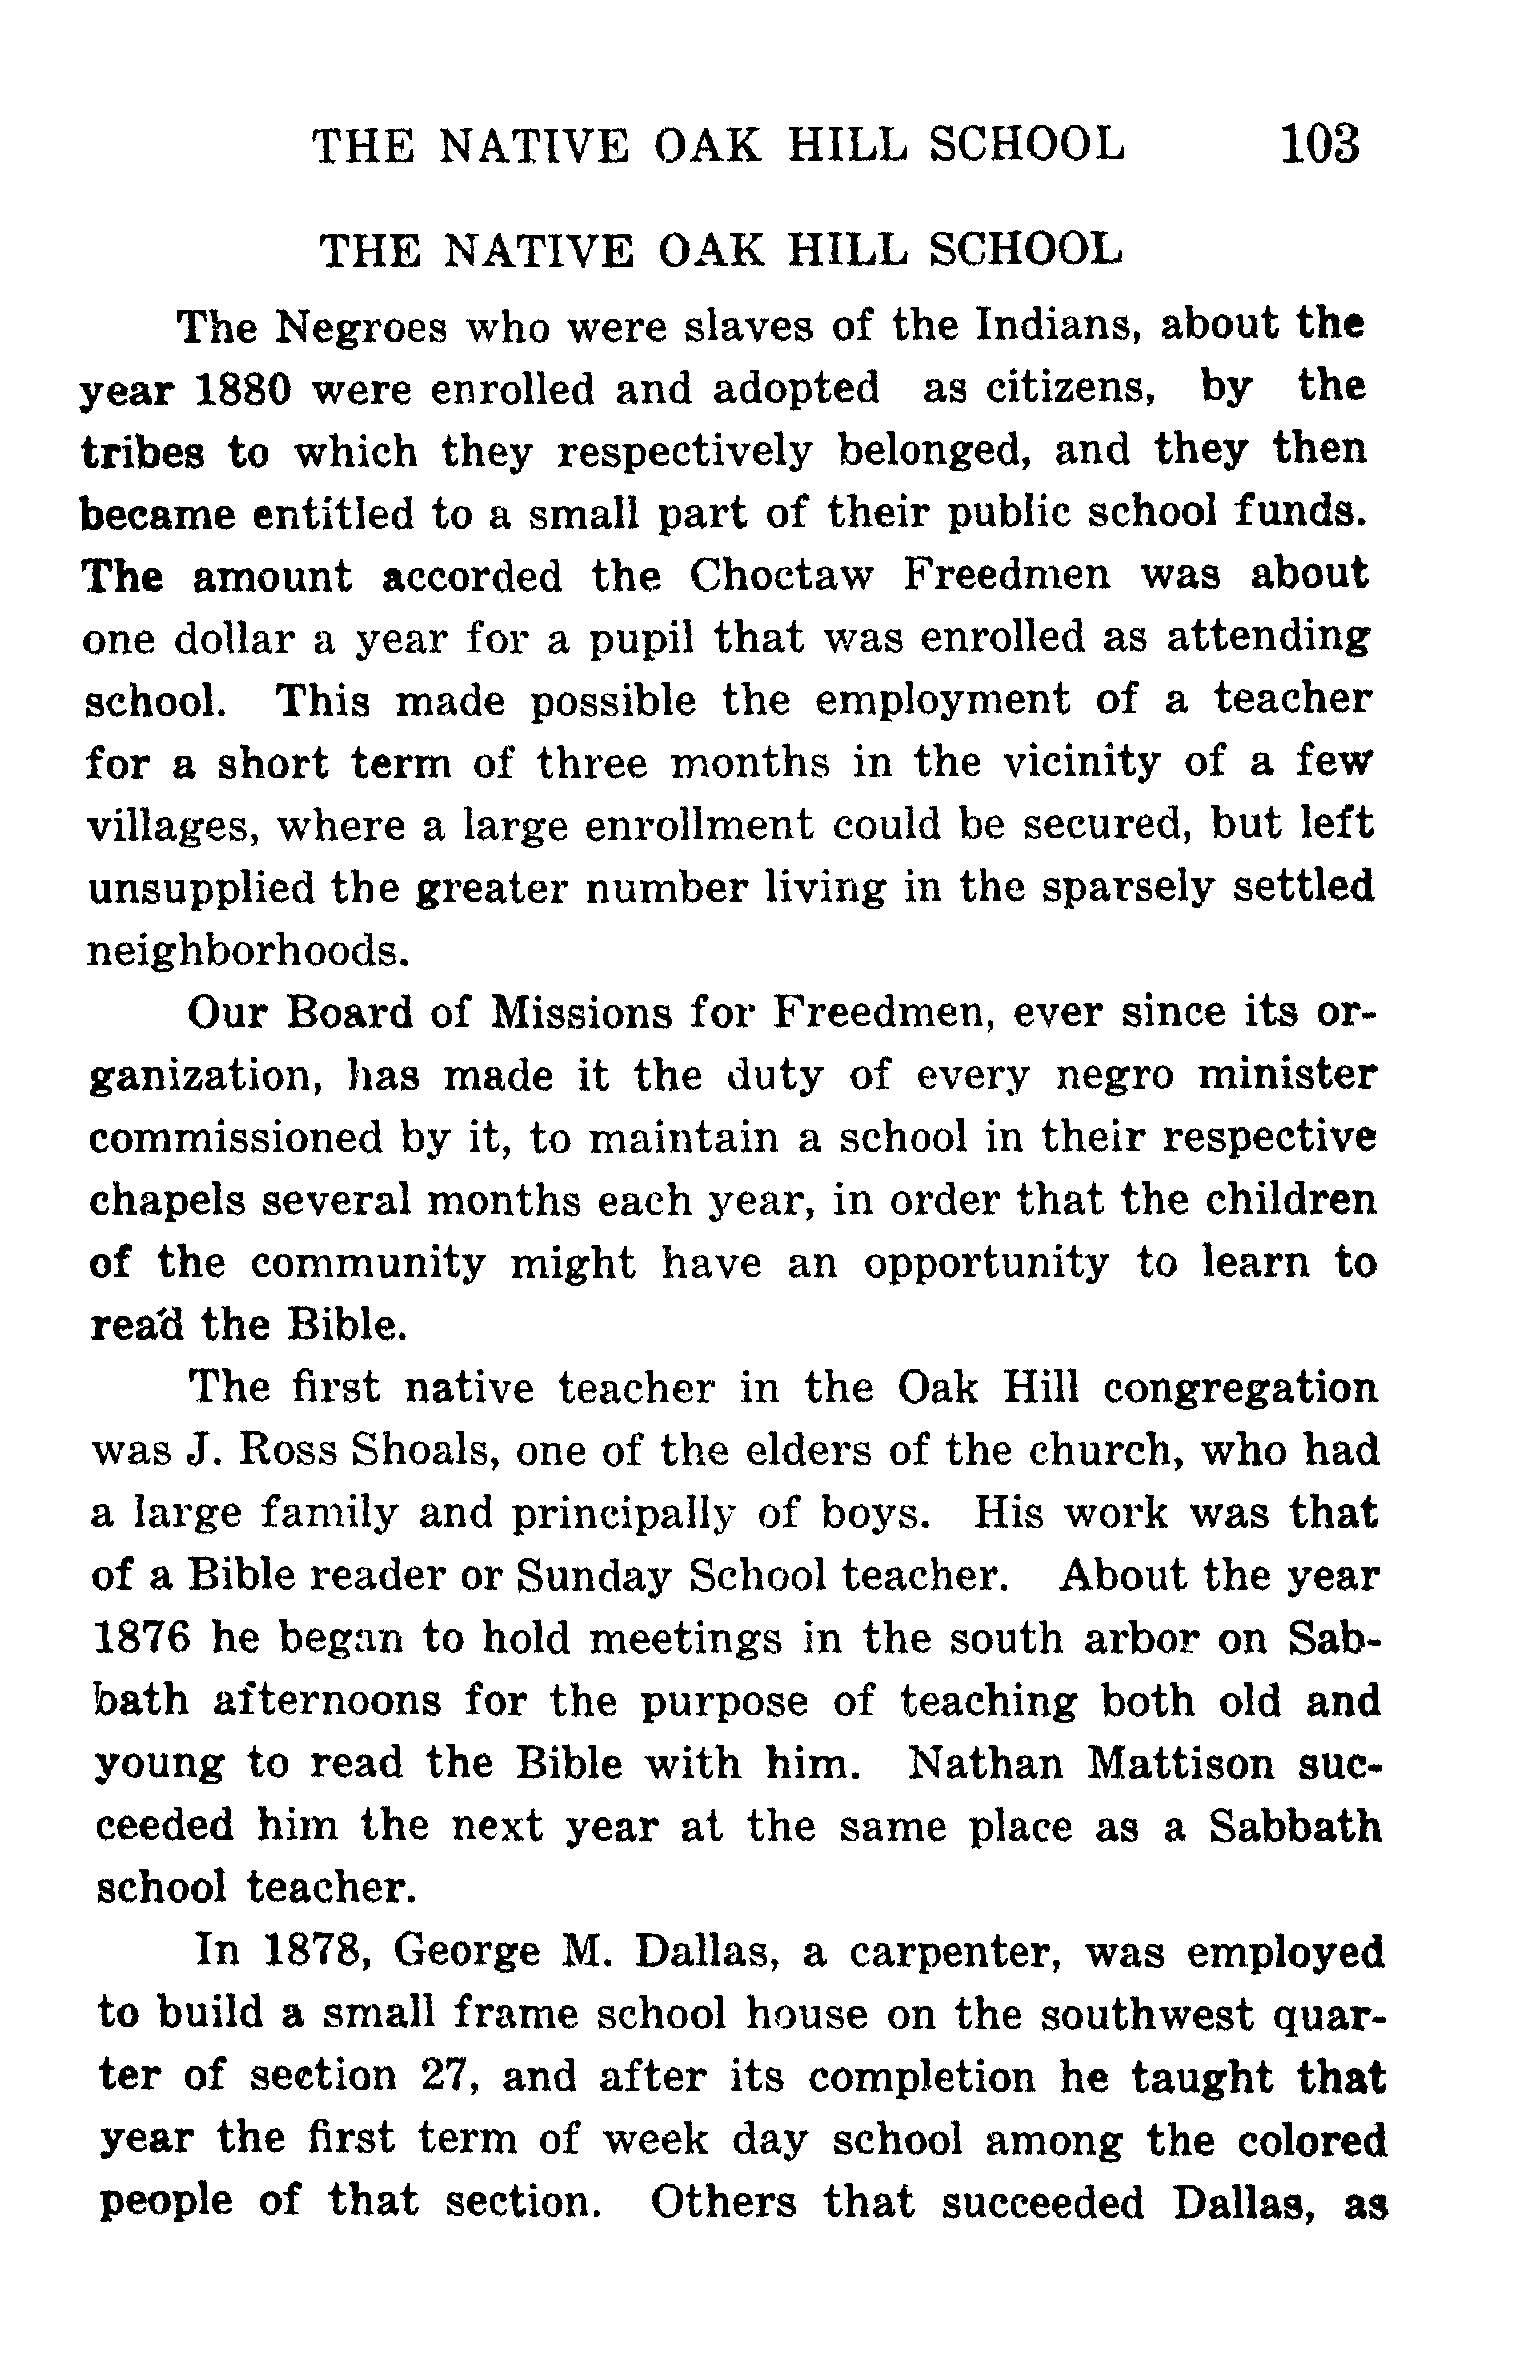 THE NATIVE OAK HILL SCHOOL 103
THE NATIVE OAK HILL SCHOOL
The Negroes who were slaves of the Indians, about the
year 1880 were enrolled and adopted as citizens, by the
tribes to which they respectively belonged, and they then
became entitled to a small part of their public school funds.
The amount accorded the Choctaw Freedmen was about
one dollar a year for a pupil that was enrolled as attending
school. This made possible the employment of a teacher
for a short term of three months in the vicinity of a few
villages, where a large enrollment could be secured, but left
unsupplied the greater number living in the sparsely settled
neighborhoods.
Our Board of Missions for Freedmen, ever since its or-
ganization, has made it the duty of every negro minister
commissioned by it, to maintain a school in their respective
chapels several months each year, in order that the children
of the community might have an opportunity to learn to
read the Bible.
The first native teacher in the Oak Hill congregation
was J. Ross Shoals, one of the elders of the church, who had
a large family and principally of boys. His work was that
of a Bible reader or Sunday School teacher. About the year
1876 he began to hold meetings in the south arbor on Sab-
bath afternoons for the purpose of teaching both old and
young to read the Bible with him. Nathan Mattison suc-
ceeded him the next year at the same place as a Sabbath
school teacher.
In 1878, George M. Dallas, a carpenter, was employed
to build a small frame school house on the southwest quar-
ter of section 27, and after its completion he taught that
year the first term of week day school among the colored
people of that section. Others that succeeded Dallas, as